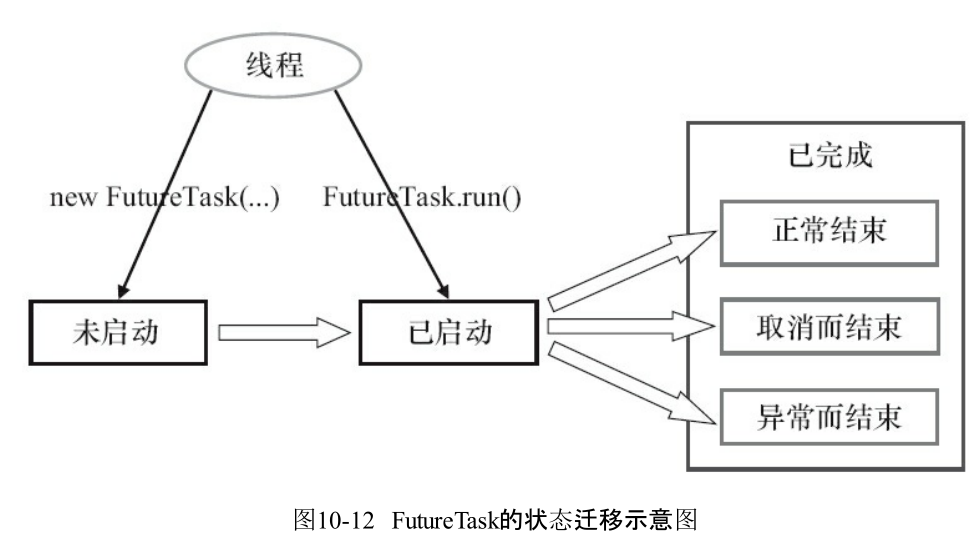 线程
new FutureTask(...)
FutureTask.run()
未启动
已启动
已完成
正常结束
取消而结束
异常而结束
图10-12 FutureTask的状态迁移示意图